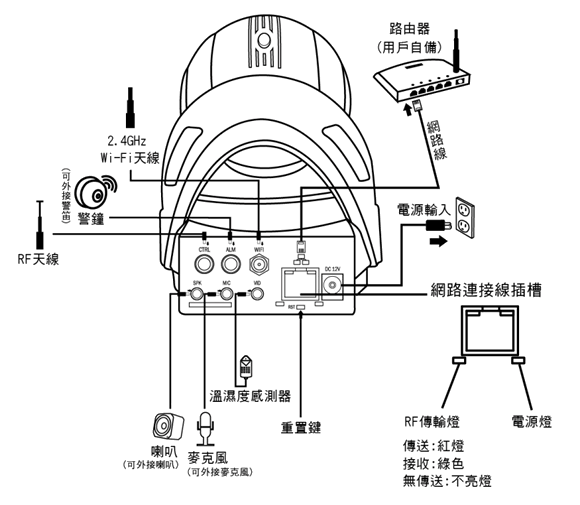 路由器
(用戶自備)
網路線
2.4GHz
Wi-Fi天線
(可外接警笛)
警鐘
RF天線
電源輸入
CTRL
ALM
WIFI
DC 12V
SPK
MIC
VID
RST
網路連接線插槽
溫濕度感測器
重置鍵
喇叭
(可外接喇叭)
麥克風
(可外接麥克風)
RF傳輸燈
電源燈
傳送:紅燈
接收:綠色
無傳送:不亮燈